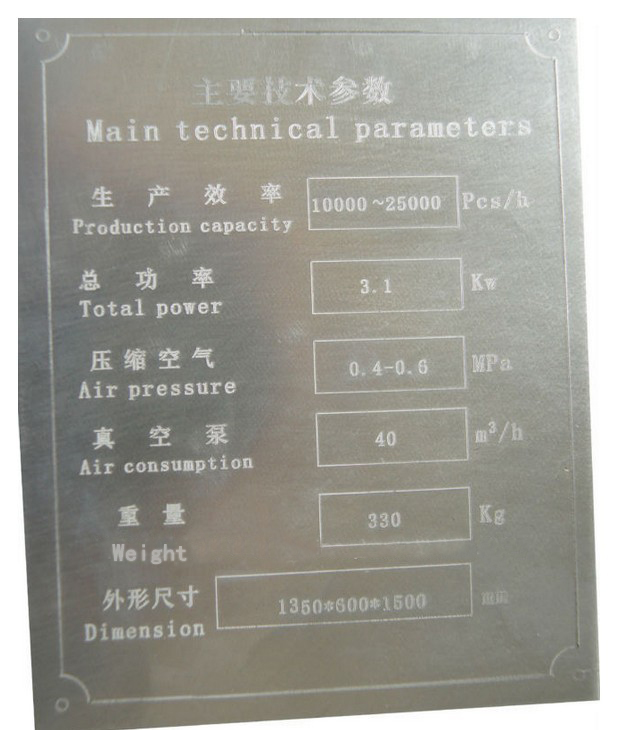 主要技术参数
Main technical parameters
生产效率 10000~25000 Pcs/h
Production capacity
总功率 3.1 Kw
Total power
压缩空气 0.4-0.6 MPa
Air pressure
真空泵 40 m³/h
Air consumption
重量 330 Kg
Weight
外形尺寸 1350*600*1500 mm
Dimension